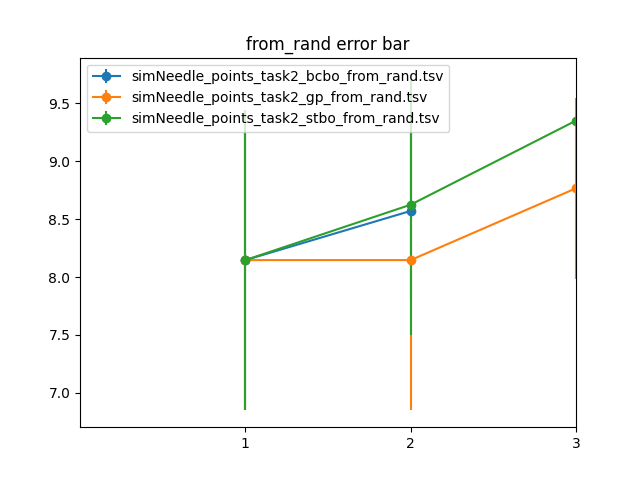 from_rand error bar
simNeedle_points_task2_bcbo_from_rand.tsv
simNeedle_points_task2_gp_from_rand.tsv
simNeedle_points_task2_stbo_from_rand.tsv
9.5
9.0
8.5
8.0
7.5
7.0
1 2 3